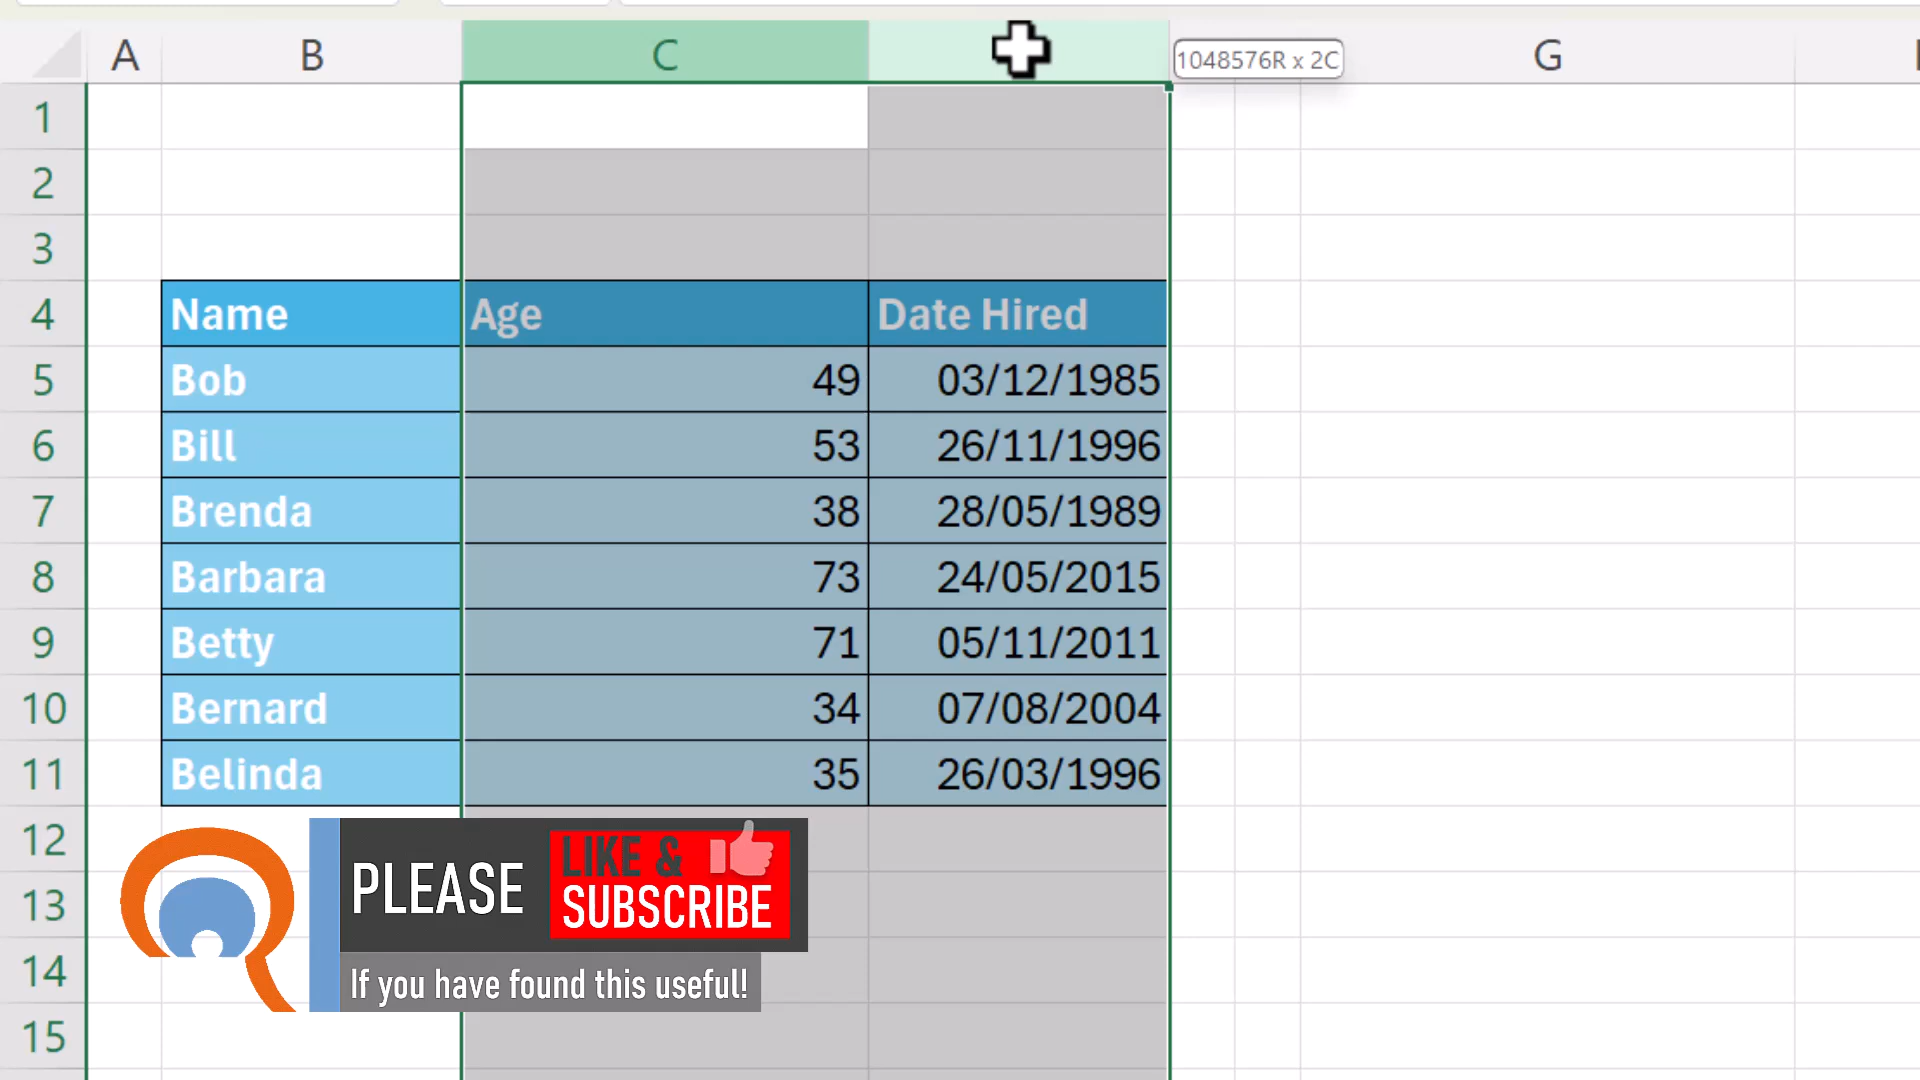 A B C 1048576R x 2C G
1
2
3
4 Name Age Date Hired
5 Bob 49 03/12/1985
6 Bill 53 26/11/1996
7 Brenda 38 28/05/1989
8 Barbara 73 24/05/2015
9 Betty 71 05/11/2011
10 Bernard 34 07/08/2004
11 Belinda 35 26/03/1996
12
13
14
15
PLEASE
LIKE &
SUBSCRIBE
If you have found this useful!